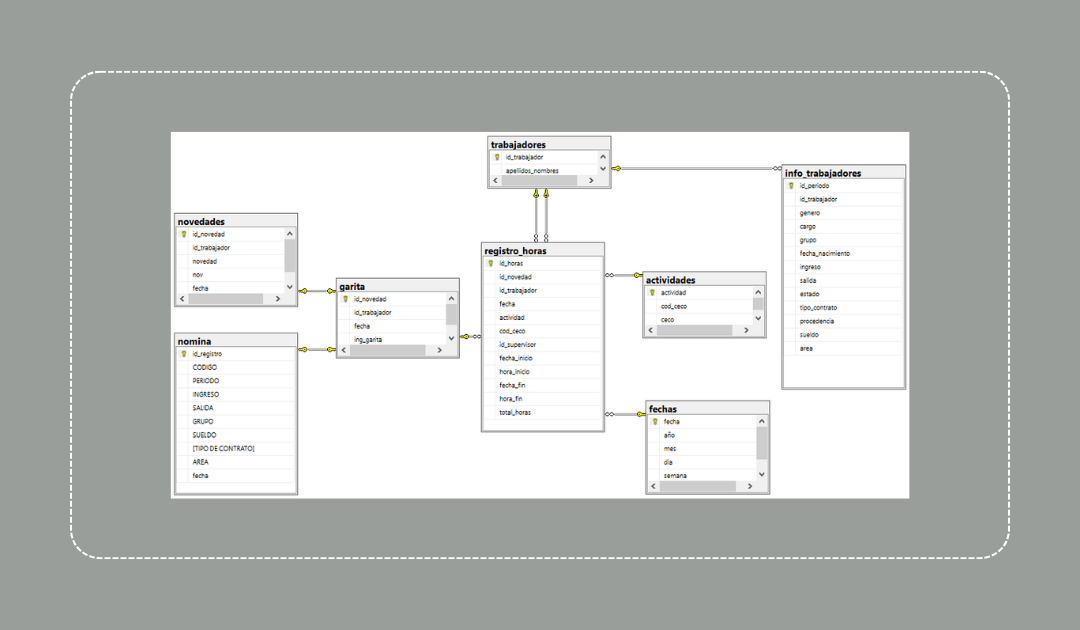 trabajadores
id_trabajador
apellidos_nombres
info_trabajadores
id_periodo
id_trabajador
genero
cargo
grupo
fecha_nacimiento
ingreso
salida
estado
tipo_contrato
procedencia
sueldo
area
novedades
id_novedad
id_trabajador
novedad
nov
fecha
garita
id_novedad
id_trabajador
fecha
ing_garita
registro_horas
id_horas
id_novedad
id_trabajador
fecha
actividad
cod_ceco
id_supervisor
fecha_inicio
hora_inicio
fecha_fin
hora_fin
total_horas
actividades
actividad
cod_ceco
ceco
nomina
id_registro
CODIGO
PERIODO
INGRESO
SALIDA
GRUPO
SUELDO
[TIPO DE CONTRATO]
AREA
fecha
fechas
fecha
año
mes
dia
semana